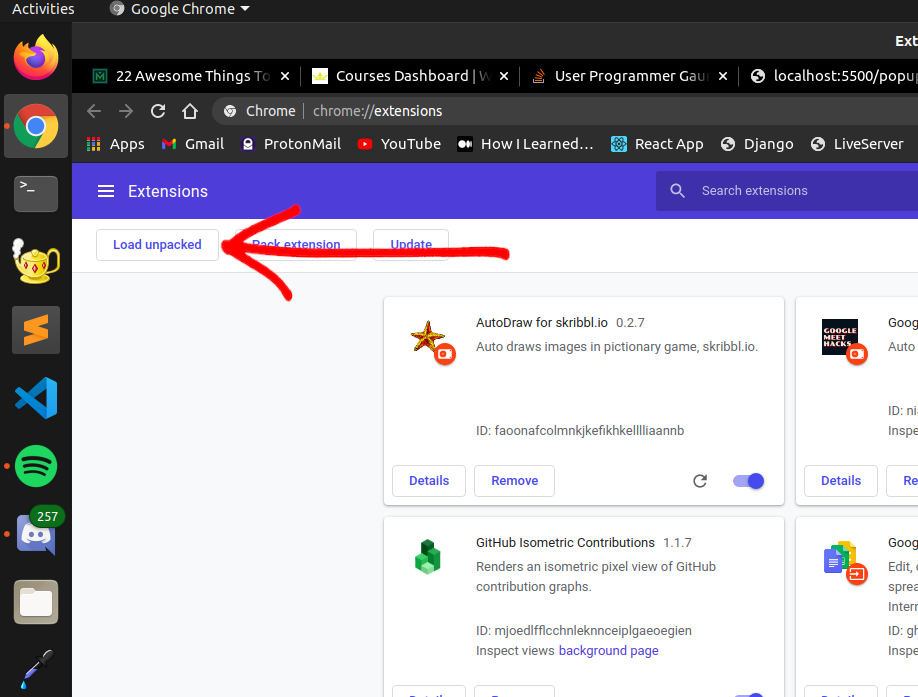 Activities Google Chrome
Ext
22 Awesome Things To Courses Dashboard | W User Programmer Gaur localhost:5500/popup
Chrome chrome://extensions
Apps Gmail ProtonMail YouTube How I Learned... React App Django LiveServer
Extensions Search extensions
Load unpacked Pack extension Update
AutoDraw for skribbl.io 0.2.7
Auto draws images in pictionary game, skribbl.io.
ID: faoonafcolmnkjkefikhkelllliaannb
Details Remove
GOOGLE
MEET
HACKS
Goog
Auto
ID: nia
Inspe
Details Re
GitHub Isometric Contributions 1.1.7
Renders an isometric pixel view of GitHub
contribution graphs.
ID: mjoedlfflcchnleknnceiplgaeoegien
Inspect views background page
Goog
Edit, c
sprea
Intern
ID: gh
Inspe
257